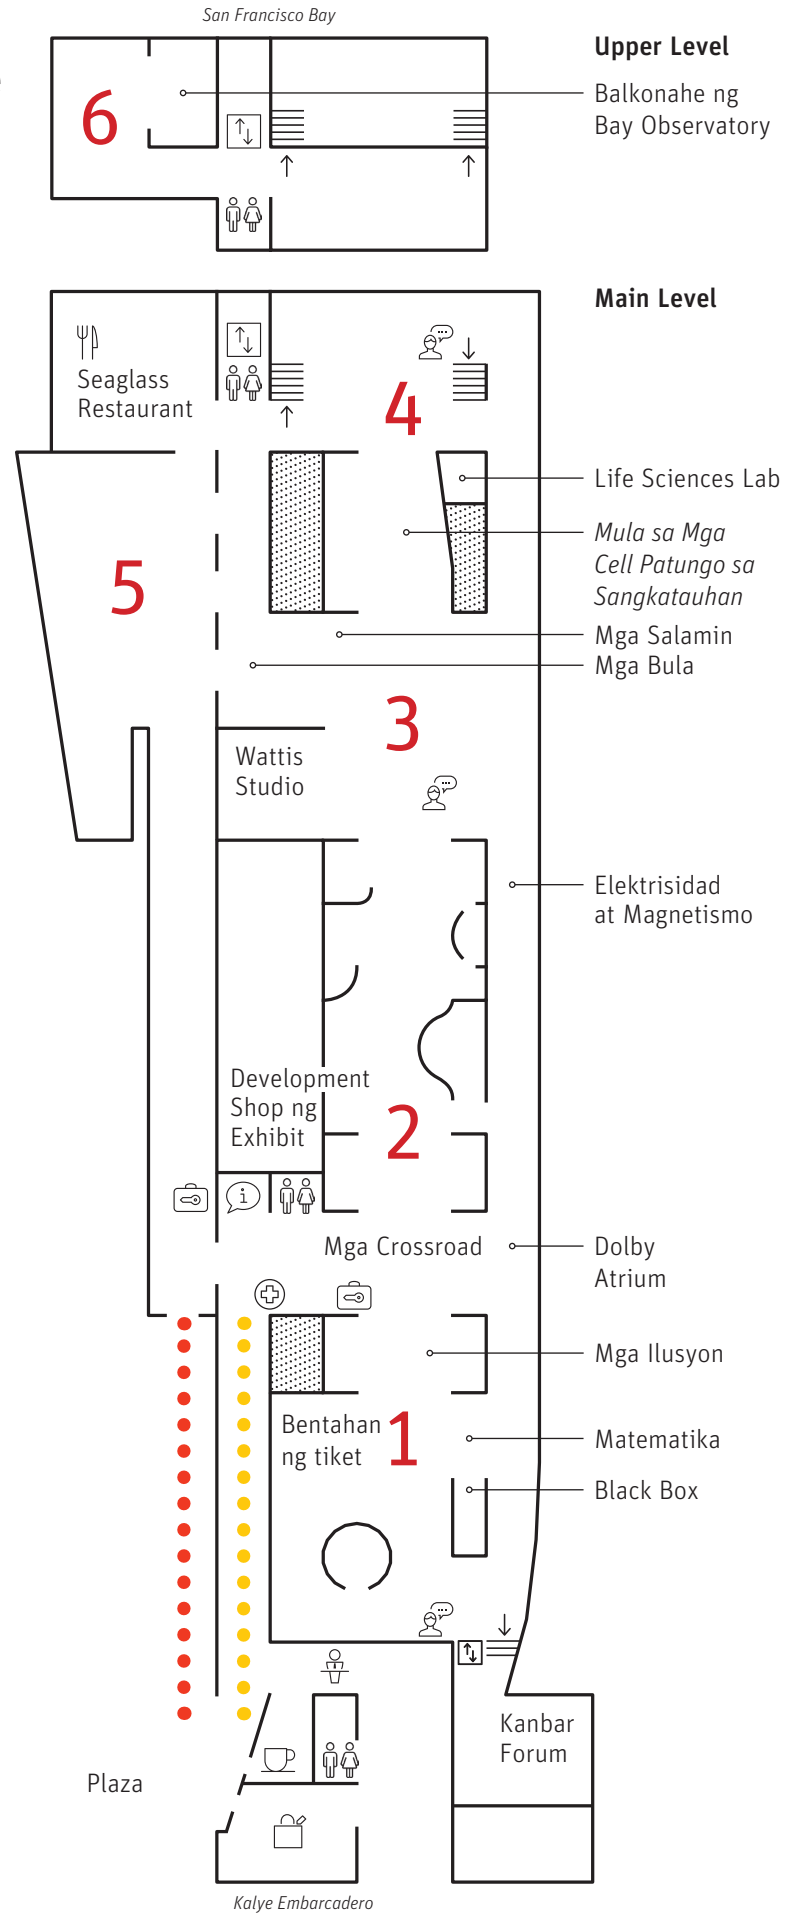 San Francisco Bay
Upper Level
6
Balkonahe ng
Bay Observatory
Main Level
Seaglass
Restaurant
4
Life Sciences Lab
Mula sa Mga
Cell Patungo sa
Sangkatauhan
5
Mga Salamin
Mga Bula
3
Wattis
Studio
Elektrisidad
at Magnetismo
Development
Shop ng
Exhibit
2
i
Mga Crossroad
Dolby
Atrium
Mga Ilusyon
Bentahan
ng tiket
1
Matematika
Black Box
Kanbar
Forum
Plaza
Kalye Embarcadero